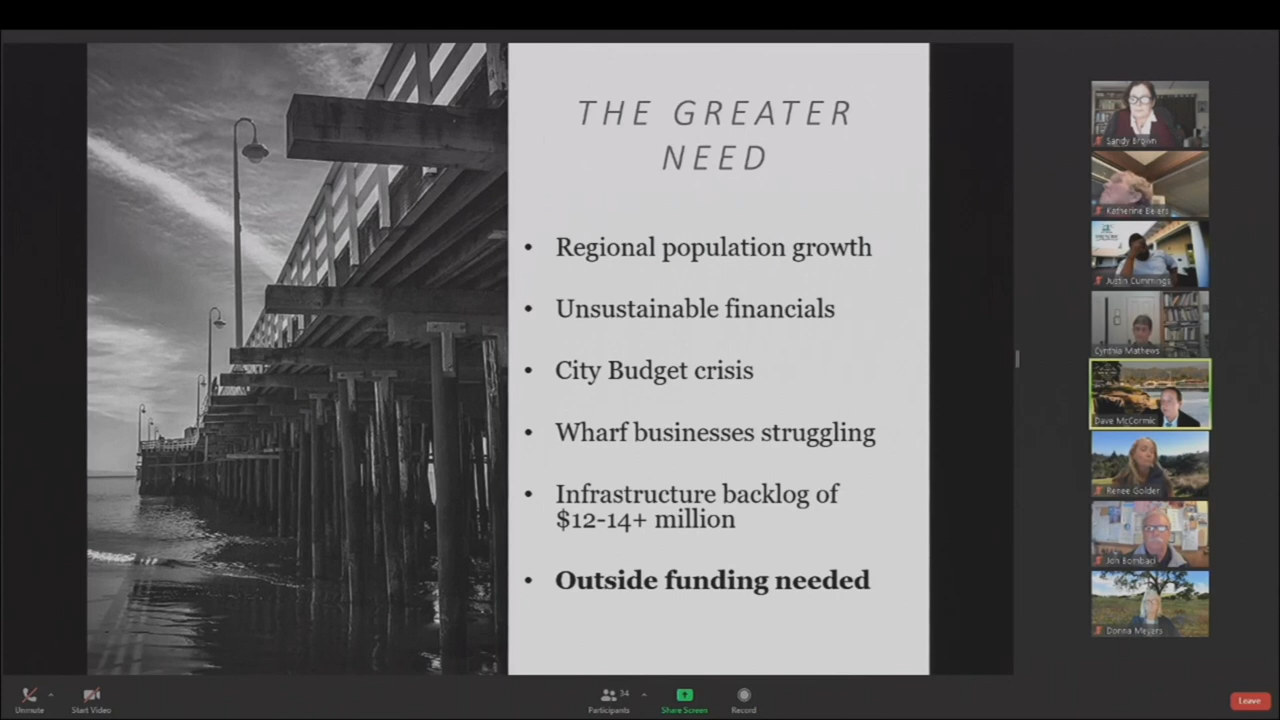 THE GREATER
NEED
• Regional population growth
• Unsustainable financials
• City Budget crisis
• Wharf businesses struggling
• Infrastructure backlog of
$12-14+ million
• Outside funding needed
Sandy Brown
Katherine Beiers
Justin Cummings
Cynthia Mathews
Dave McCormic
Renee Golder
Jon Bombaci
Donna Meyers
Unmute
Start Video
34
Participants
Share Screen
Record
Leave